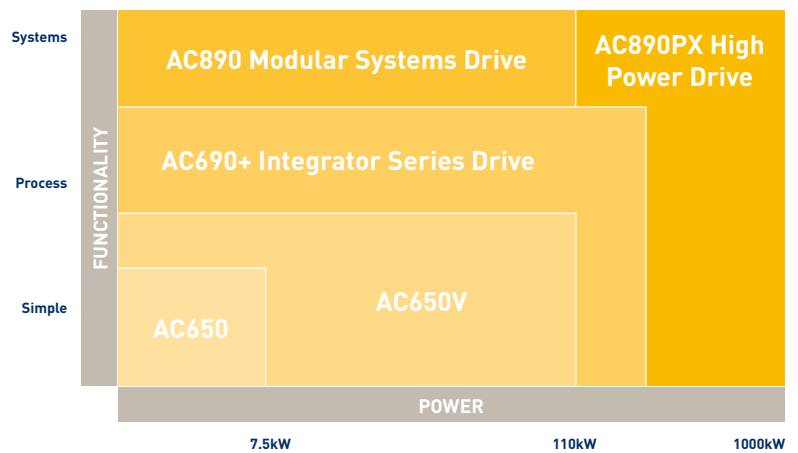 Systems
AC890 Modular Systems Drive
AC890PX High
Power Drive
FUNCTIONALITY
Process
AC690+ Integrator Series Drive
Simple
AC650
AC650V
POWER
7.5kW
110kW
1000kW